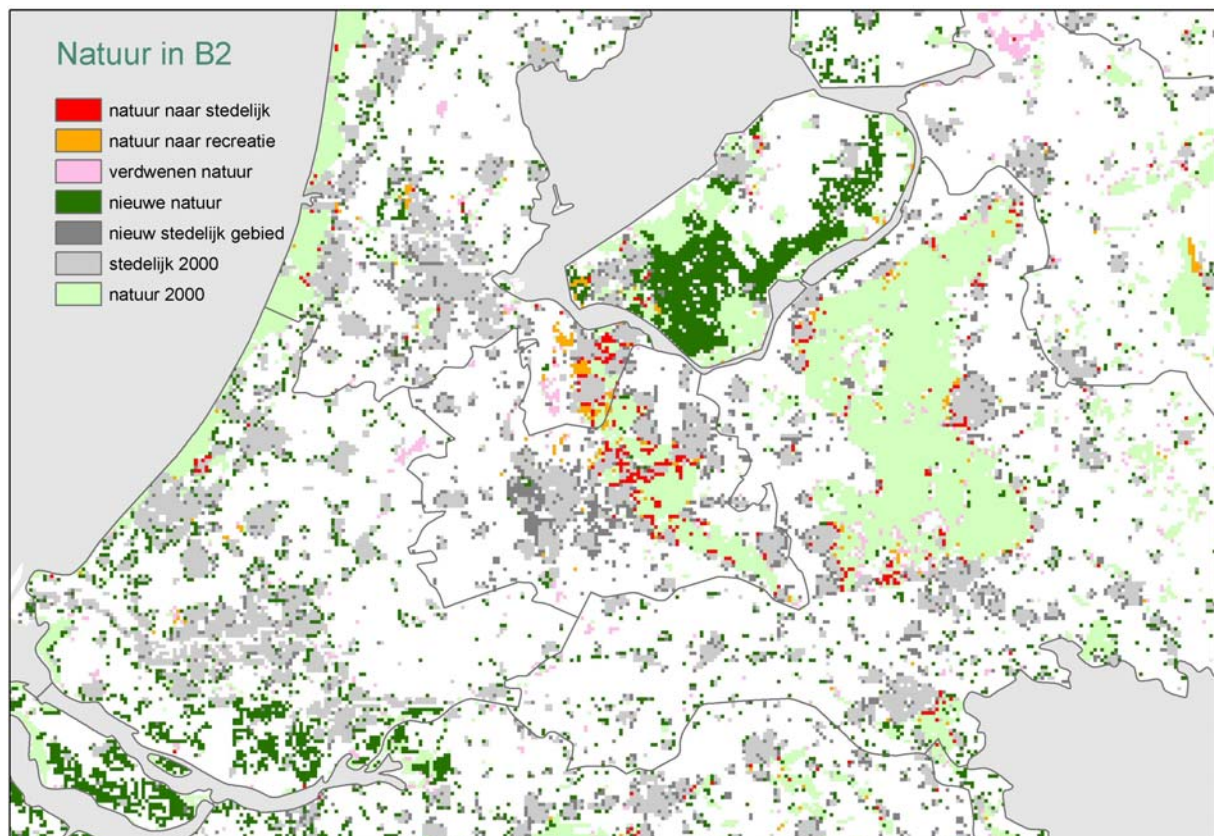 Natuur in B2
natuur naar stedelijk
natuur naar recreatie
verdwenen natuur
nieuwe natuur
nieuw stedelijk gebied
stedelijk 2000
natuur 2000